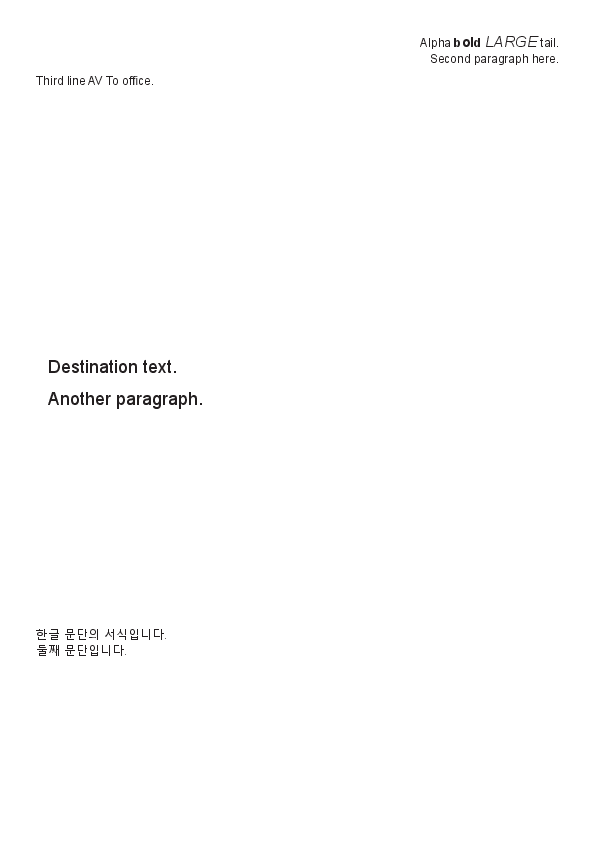 Alpha bold LARGE tail.
Second paragraph here.
Third line AV To office.
Destination text.
Another paragraph.
한글 문단의 서식입니다.
둘째 문단입니다.